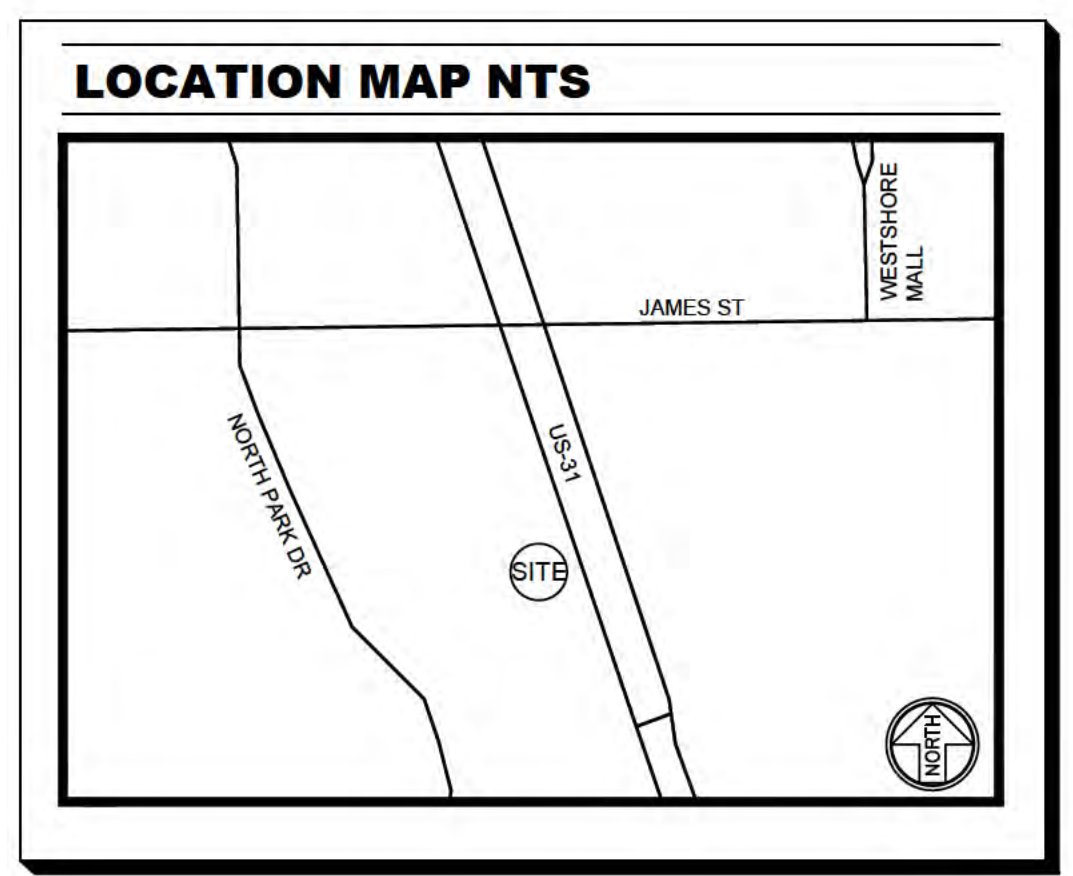 LOCATION MAP NTS
WESTSHORE
MALL
JAMES ST
NORTH PARK DR
US-31
SITE
NORTH